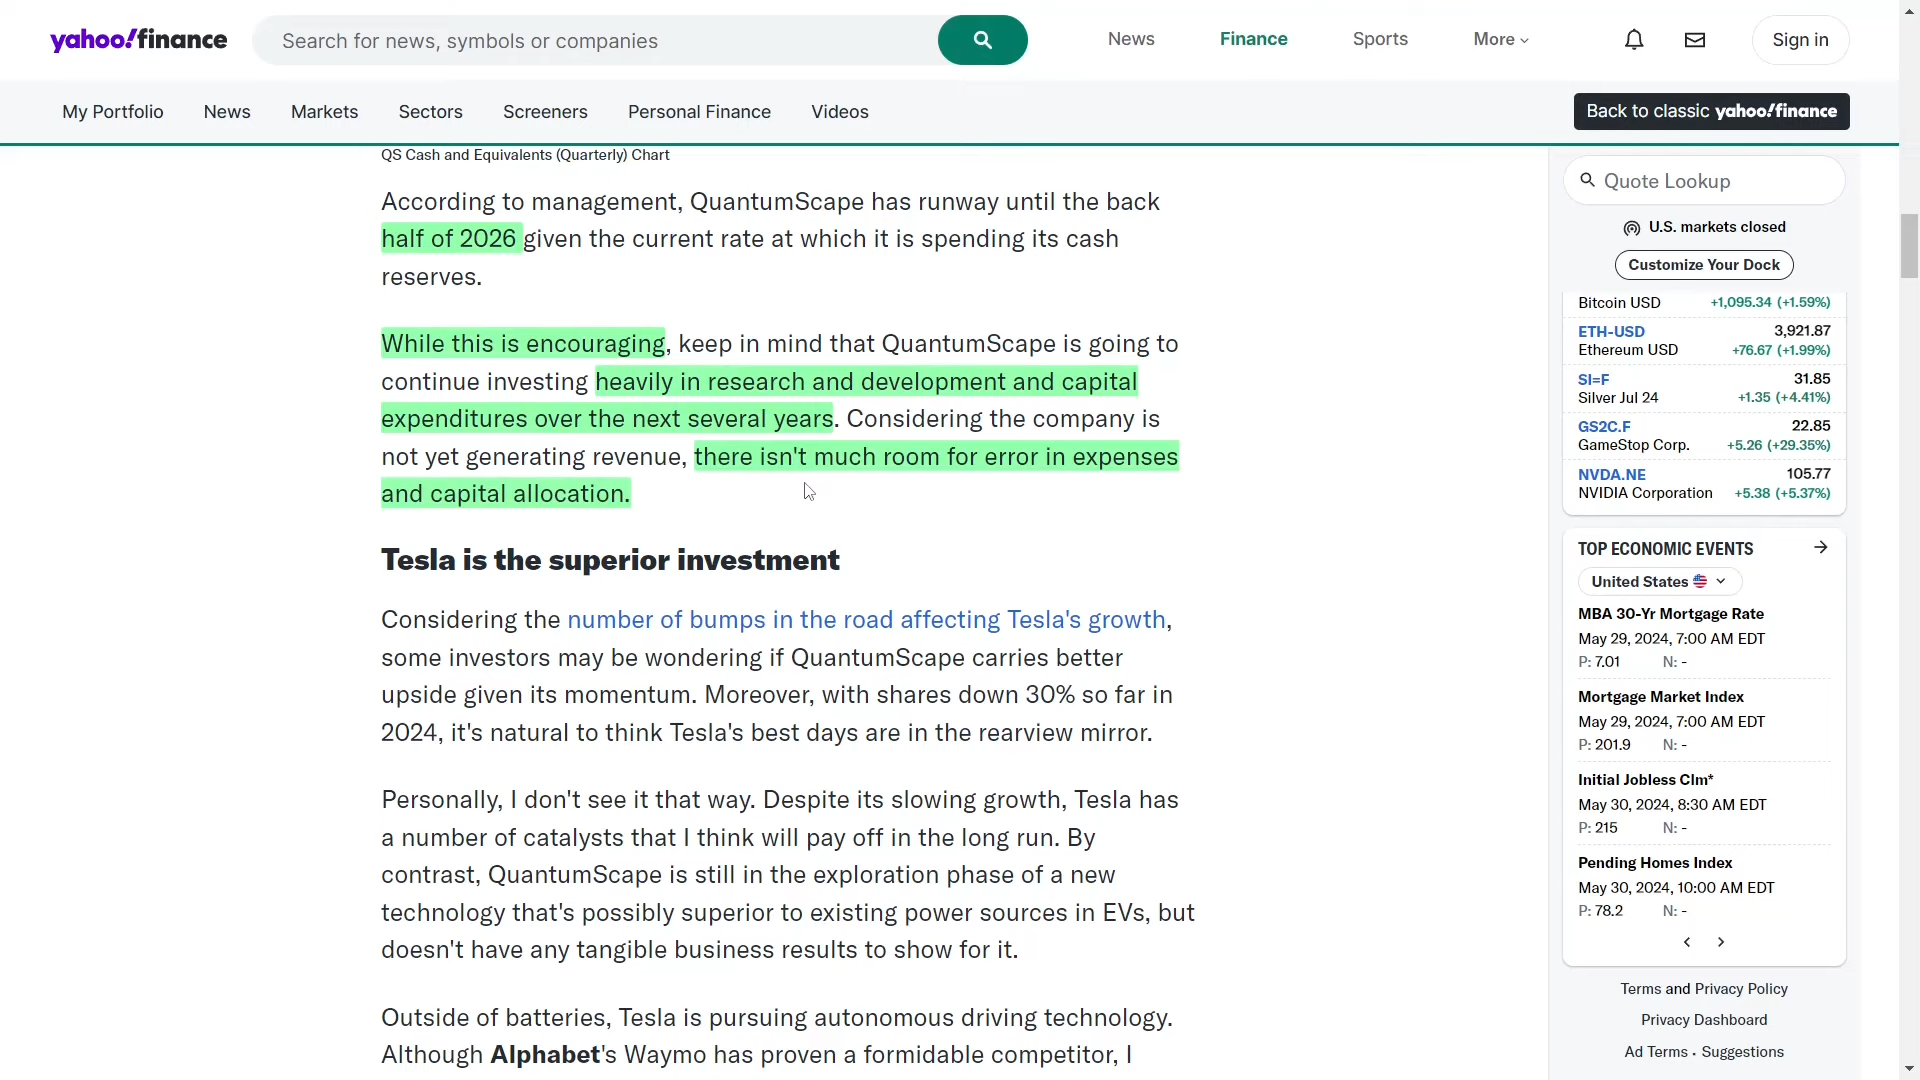 yahoo!finance
Search for news, symbols or companies
News Finance Sports More
Sign in
My Portfolio News Markets Sectors Screeners Personal Finance Videos
Back to classic yahoo!finance
QS Cash and Equivalents (Quarterly) Chart
According to management, QuantumScape has runway until the back
half of 2026 given the current rate at which it is spending its cash
reserves.
While this is encouraging, keep in mind that QuantumScape is going to
continue investing heavily in research and development and capital
expenditures over the next several years. Considering the company is
not yet generating revenue, there isn't much room for error in expenses
and capital allocation.
Tesla is the superior investment
Considering the number of bumps in the road affecting Tesla's growth,
some investors may be wondering if QuantumScape carries better
upside given its momentum. Moreover, with shares down 30% so far in
2024, it's natural to think Tesla's best days are in the rearview mirror.
Personally, I don't see it that way. Despite its slowing growth, Tesla has
a number of catalysts that I think will pay off in the long run. By
contrast, QuantumScape is still in the exploration phase of a new
technology that's possibly superior to existing power sources in EVs, but
doesn't have any tangible business results to show for it.
Outside of batteries, Tesla is pursuing autonomous driving technology.
Although Alphabet's Waymo has proven a formidable competitor, I
Quote Lookup
U.S. markets closed
Customize Your Dock
Bitcoin USD +1,095.34 (+1.59%)
ETH-USD 3,921.87
Ethereum USD +76.67 (+1.99%)
SI=F 31.85
Silver Jul 24 +1.35 (+4.41%)
GS2C.F 22.85
GameStop Corp. +5.26 (+29.35%)
NVDA.NE 105.77
NVIDIA Corporation +5.38 (+5.37%)
TOP ECONOMIC EVENTS
United States
MBA 30-Yr Mortgage Rate
May 29, 2024, 7:00 AM EDT
P: 7.01 N: -
Mortgage Market Index
May 29, 2024, 7:00 AM EDT
P: 201.9 N: -
Initial Jobless Clm*
May 30, 2024, 8:30 AM EDT
P: 215 N: -
Pending Homes Index
May 30, 2024, 10:00 AM EDT
P: 78.2 N: -
Terms and Privacy Policy
Privacy Dashboard
Ad Terms • Suggestions